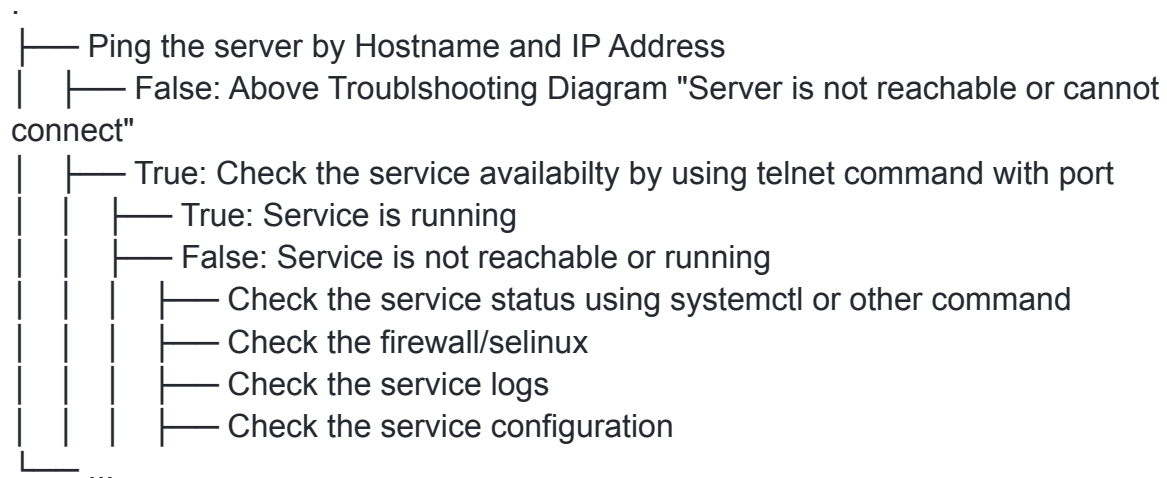 .
├── Ping the server by Hostname and IP Address
│   ├── False: Above Troublshooting Diagram "Server is not reachable or cannot
connect"
│   ├── True: Check the service availabilty by using telnet command with port
│   │   ├── True: Service is running
│   │   ├── False: Service is not reachable or running
│   │   │   ├── Check the service status using systemctl or other command
│   │   │   ├── Check the firewall/selinux
│   │   │   ├── Check the service logs
│   │   │   ├── Check the service configuration
└── ...